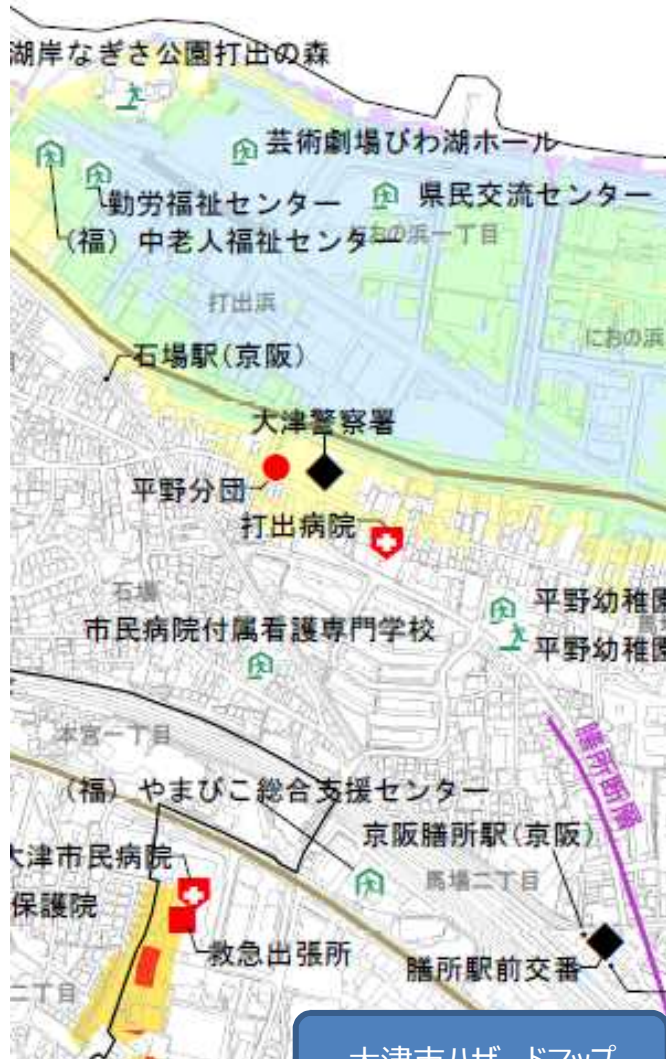 湖岸なぎさ公園打出の森
芸術劇場びわ湖ホール
勤労福祉センター
県民交流センター
(福) 中老人福祉センター
におの浜一丁目
打出浜
におの浜
石場駅(京阪)
大津警察署
平野分団
打出病院
石場
平野幼稚園
市民病院付属看護専門学校
平野幼稚園
本宮一丁目
膳所断層
(福) やまびこ総合支援センター
京阪膳所駅(京阪)
大津市民病院
馬場二丁目
保護院
救急出張所
膳所駅前交番
二丁目
大津市ハザードマップ